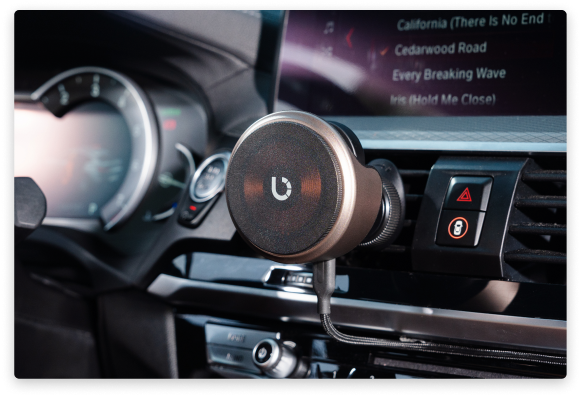 California (There Is No End t
Cedarwood Road
Every Breaking Wave
Iris (Hold Me Close)